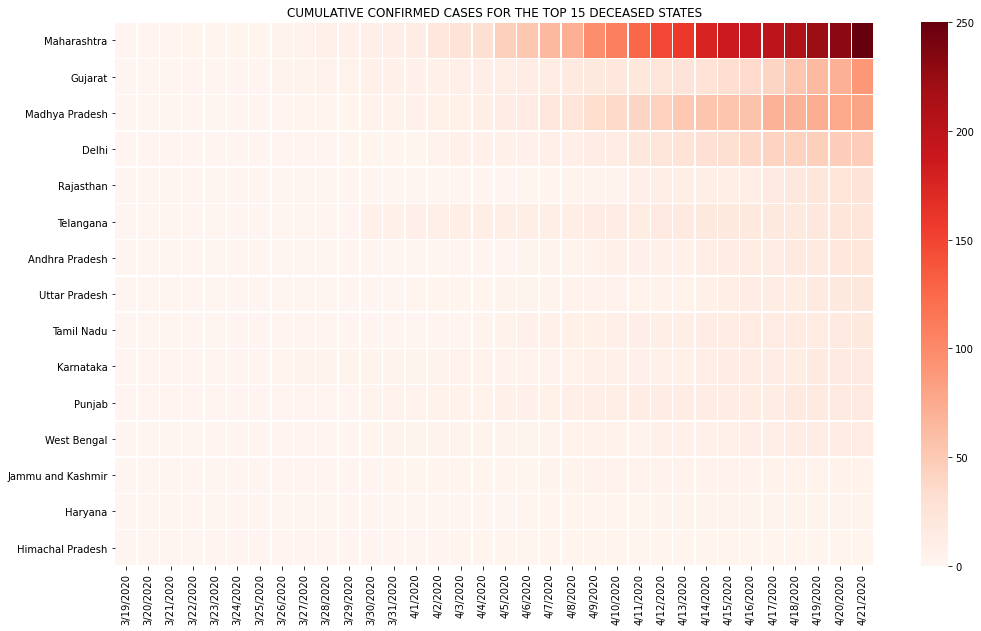 CUMULATIVE CONFIRMED CASES FOR THE TOP 15 DECEASED STATES
Maharashtra
Gujarat
Madhya Pradesh
Delhi
Rajasthan
Telangana
Andhra Pradesh
Uttar Pradesh
Tamil Nadu
Karnataka
Punjab
West Bengal
Jammu and Kashmir
Haryana
Himachal Pradesh
3/19/2020
3/20/2020
3/21/2020
3/22/2020
3/23/2020
3/24/2020
3/25/2020
3/26/2020
3/27/2020
3/28/2020
3/29/2020
3/30/2020
3/31/2020
4/1/2020
4/2/2020
4/3/2020
4/4/2020
4/5/2020
4/6/2020
4/7/2020
4/8/2020
4/9/2020
4/10/2020
4/11/2020
4/12/2020
4/13/2020
4/14/2020
4/15/2020
4/16/2020
4/17/2020
4/18/2020
4/19/2020
4/20/2020
4/21/2020
250
200
150
100
50
0